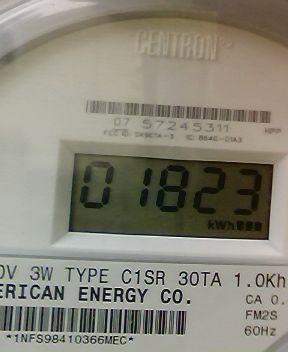 CENTRON
07 57245311
HPP
01823
kWh
0V 3W TYPE C1SR 30TA 1.0Kh
ERICAN ENERGY CO.
CA 0.
FM2S
*1NFS98410366MEC*
60Hz